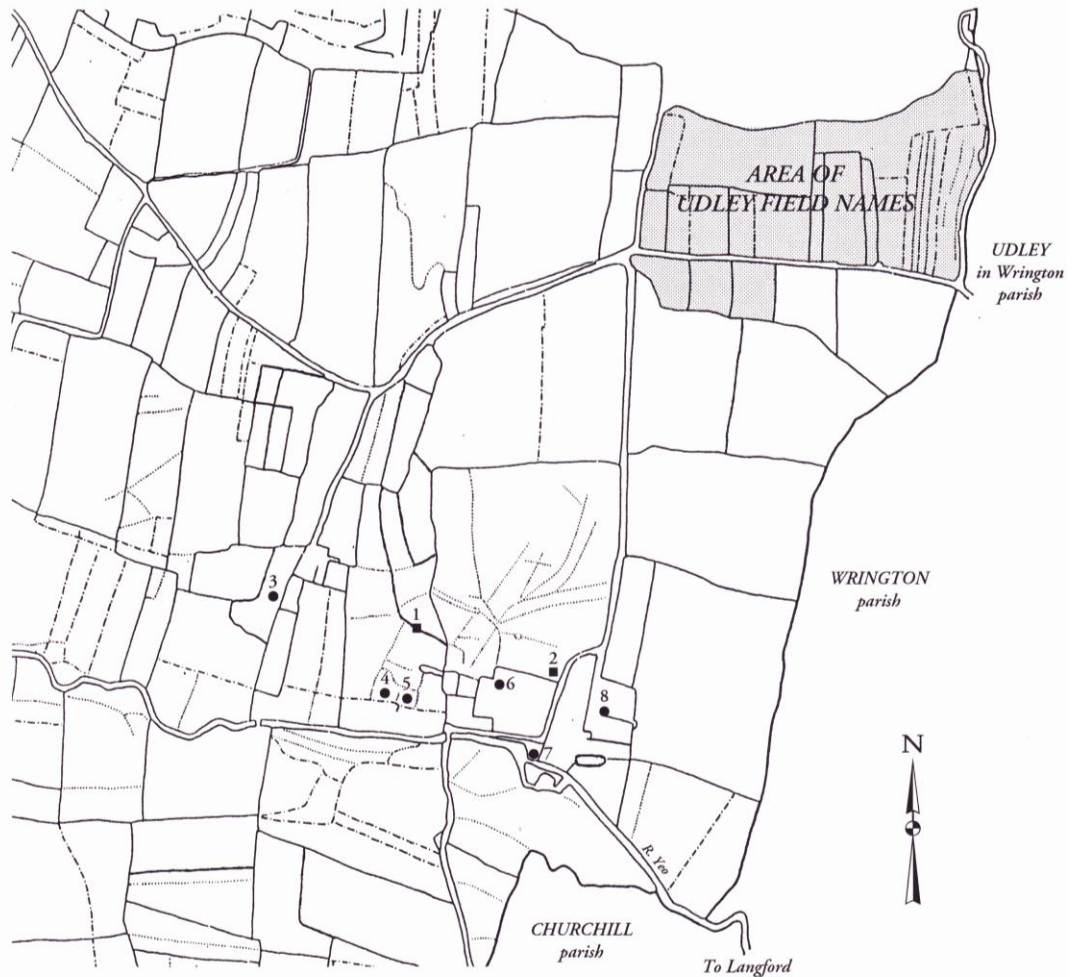 AREA OF
UDLEY FIELD NAMES
UDLEY
in Wrington
parish
WRINGTON
parish
3
1
2
4
5
6
8
7
N
R. Yeo
CHURCHILL
parish
To Langford